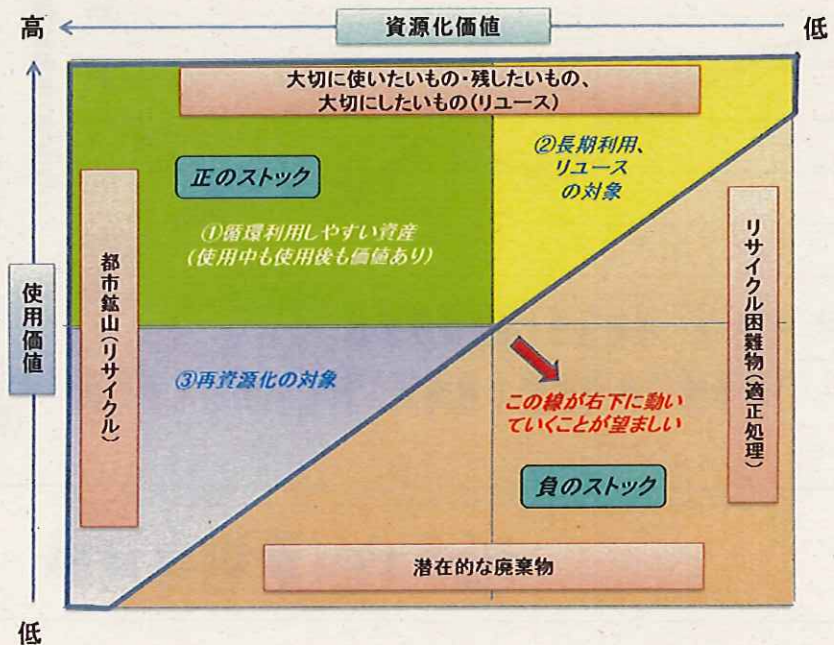 高
資源化価値
低
大切に使いたいもの・残したいもの、
大切にしたいもの(リユース)
②長期利用、
リユース
の対象
正のストック
①循環利用しやすい資産
(使用中も使用後も価値あり)
都市鉱山(リサイクル)
リサイクル困難物(適正処理)
使用価値
③再資源化の対象
この線が右下に動い
ていくことが望ましい
負のストック
潜在的な廃棄物
低